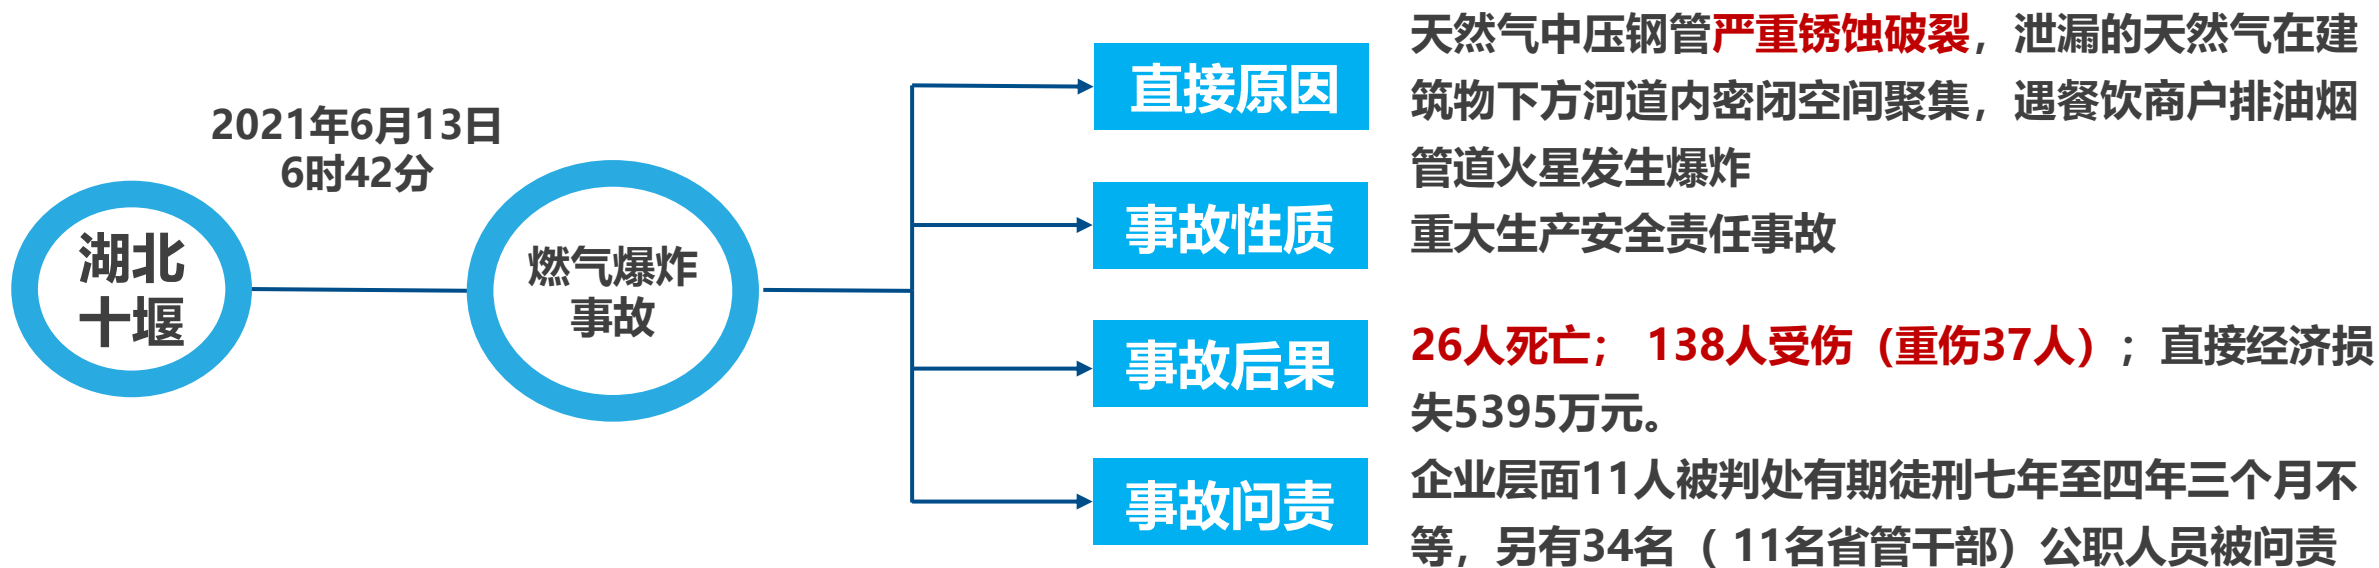 2021年6月13日
6时42分
湖北
十堰
燃气爆炸
事故
直接原因
天然气中压钢管严重锈蚀破裂，泄漏的天然气在建
筑物下方河道内密闭空间聚集，遇餐饮商户排油烟
管道火星发生爆炸
事故性质
重大生产安全责任事故
事故后果
26人死亡； 138人受伤（重伤37人）；直接经济损
失5395万元。
事故问责
企业层面11人被判处有期徒刑七年至四年三个月不
等，另有34名（ 11名省管干部）公职人员被问责